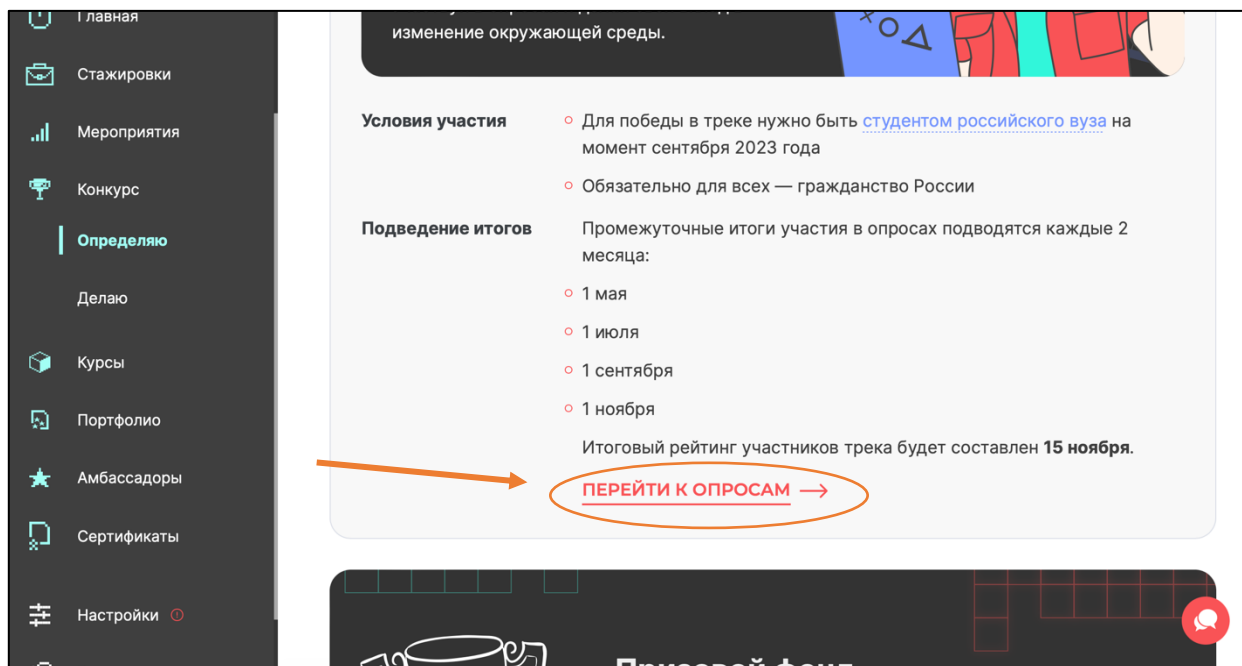 Главная
Стажировки
Мероприятия
Конкурс
Определяю
Делаю
Курсы
Портфолио
Амбассадоры
Сертификаты
Настройки
изменение окружающей среды.
Условия участия
Для победы в треке нужно быть студентом российского вуза на
момент сентября 2023 года
Обязательно для всех — гражданство России
Подведение итогов
Промежуточные итоги участия в опросах подводятся каждые 2
месяца:
1 мая
1 июля
1 сентября
1 ноября
Итоговый рейтинг участников трека будет составлен 15 ноября.
ПЕРЕЙТИ К ОПРОСАМ
Призовой фонд